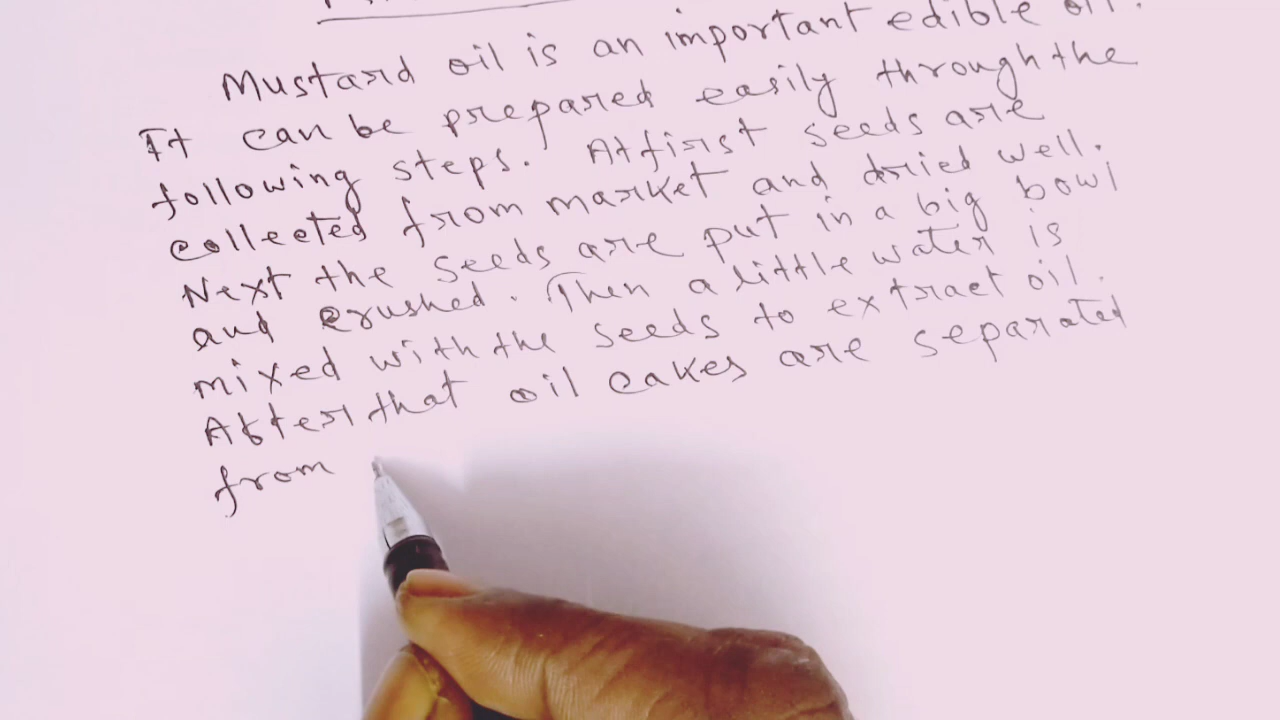 Mustard oil is an important edible oil.
It can be prepared easily through the
following steps. At first seeds are
collected from market and dried well.
Next the seeds are put in a big bowl
and crushed. Then a little water is
mixed with the seeds to extract oil.
After that oil cakes are separated
from